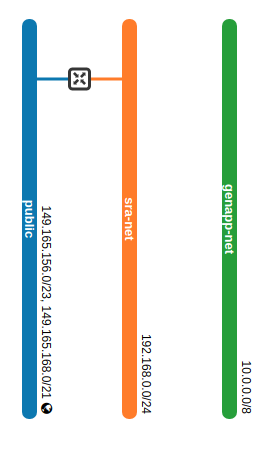 public
149.165.156.0/23, 149.165.168.0/21
sra-net
192.168.0.0/24
genapp-net
10.0.0.0/8